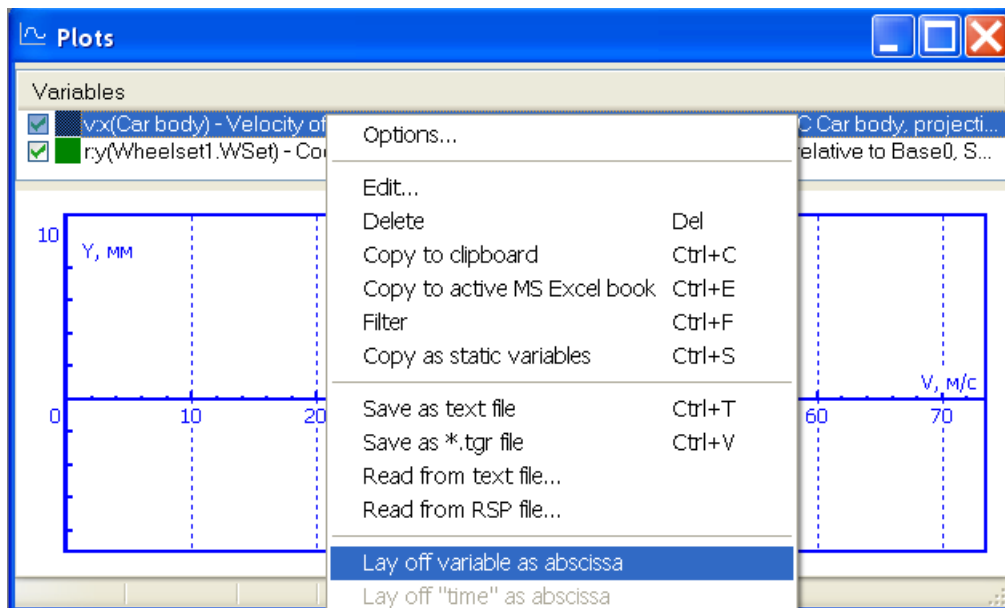 Plots
Variables
v:x(Car body) - Velocity of C Car body, projecti...
r:y(Wheelset1.WSet) - relative to Base0, S...
Options...
Edit...
Delete Del
Copy to clipboard Ctrl+C
Copy to active MS Excel book Ctrl+E
Filter Ctrl+F
Copy as static variables Ctrl+S
Save as text file Ctrl+T
Save as *.tgr file Ctrl+V
Read from text file...
Read from RSP file...
Lay off variable as abscissa
Lay off "time" as abscissa
10
Y, мм
V, м/с
0 10 20 60 70